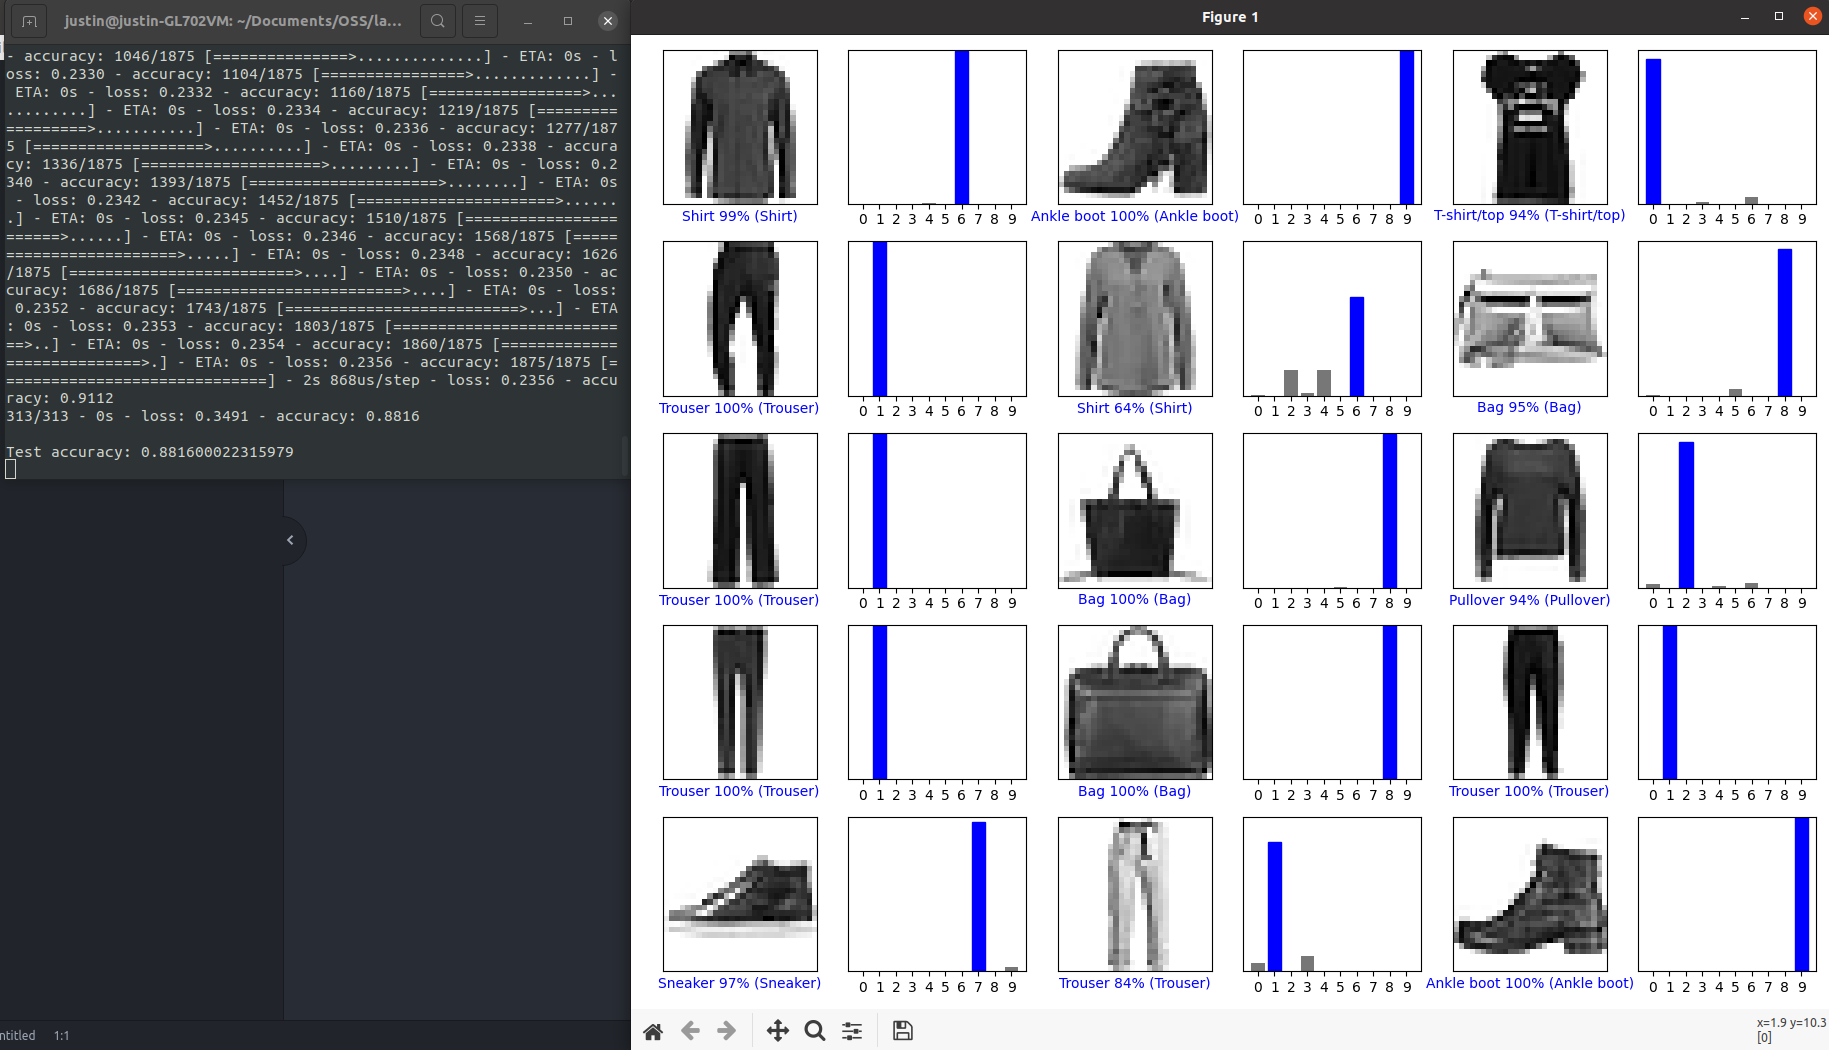 justin@justin-GL702VM: ~/Documents/OSS/la...
- accuracy: 1046/1875 [===============>..............] - ETA: 0s - l
oss: 0.2330 - accuracy: 1104/1875 [================>.............] -
 ETA: 0s - loss: 0.2332 - accuracy: 1160/1875 [=================>...
.........] - ETA: 0s - loss: 0.2334 - accuracy: 1219/1875 [=========
=========>...........] - ETA: 0s - loss: 0.2336 - accuracy: 1277/187
5 [===================>..........] - ETA: 0s - loss: 0.2338 - accura
cy: 1336/1875 [====================>.........] - ETA: 0s - loss: 0.2
340 - accuracy: 1393/1875 [=====================>........] - ETA: 0s
 - loss: 0.2342 - accuracy: 1452/1875 [======================>......
.] - ETA: 0s - loss: 0.2345 - accuracy: 1510/1875 [=================
======>......] - ETA: 0s - loss: 0.2346 - accuracy: 1568/1875 [=====
===================>.....] - ETA: 0s - loss: 0.2348 - accuracy: 1626
/1875 [=========================>....] - ETA: 0s - loss: 0.2350 - ac
curacy: 1686/1875 [=========================>....] - ETA: 0s - loss:
 0.2352 - accuracy: 1743/1875 [==========================>...] - ETA
: 0s - loss: 0.2353 - accuracy: 1803/1875 [=========================
==>..] - ETA: 0s - loss: 0.2354 - accuracy: 1860/1875 [=============
===============>.] - ETA: 0s - loss: 0.2356 - accuracy: 1875/1875 [=
=============================] - 2s 868us/step - loss: 0.2356 - accu
racy: 0.9112
313/313 - 0s - loss: 0.3491 - accuracy: 0.8816
Test accuracy: 0.881600022315979
ntitled 1:1
Figure 1
0 1 2 3 4 5 6 7 8 9 0 1 2 3 4 5 6 7 8 9 0 1 2 3 4 5 6 7 8 9
Shirt 99% (Shirt) Ankle boot 100% (Ankle boot) T-shirt/top 94% (T-shirt/top)
0 1 2 3 4 5 6 7 8 9 0 1 2 3 4 5 6 7 8 9 0 1 2 3 4 5 6 7 8 9
Trouser 100% (Trouser) Shirt 64% (Shirt) Bag 95% (Bag)
0 1 2 3 4 5 6 7 8 9 0 1 2 3 4 5 6 7 8 9 0 1 2 3 4 5 6 7 8 9
Trouser 100% (Trouser) Bag 100% (Bag) Pullover 94% (Pullover)
0 1 2 3 4 5 6 7 8 9 0 1 2 3 4 5 6 7 8 9 0 1 2 3 4 5 6 7 8 9
Trouser 100% (Trouser) Bag 100% (Bag) Trouser 100% (Trouser)
0 1 2 3 4 5 6 7 8 9 0 1 2 3 4 5 6 7 8 9 0 1 2 3 4 5 6 7 8 9
Sneaker 97% (Sneaker) Trouser 84% (Trouser) Ankle boot 100% (Ankle boot)
x=1.9 y=10.3
[0]